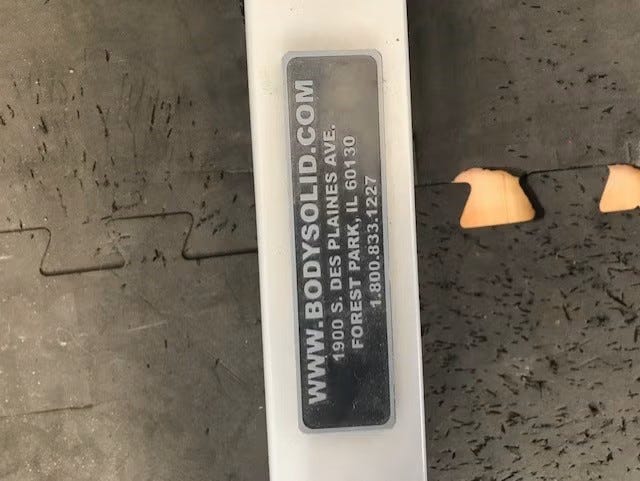 WWW.BODYSOLID.COM
1900 S. DES PLAINES AVE.
FOREST PARK, IL 60130
1.800.833.1227